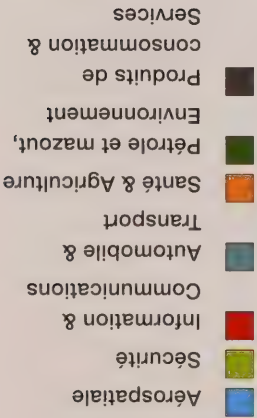 Aérospatiale
Sécurité
Information &
Communications
Automobile &
Transport
Santé & Agriculture
Pétrole et mazout,
Environnement
Produits de
consommation &
Services